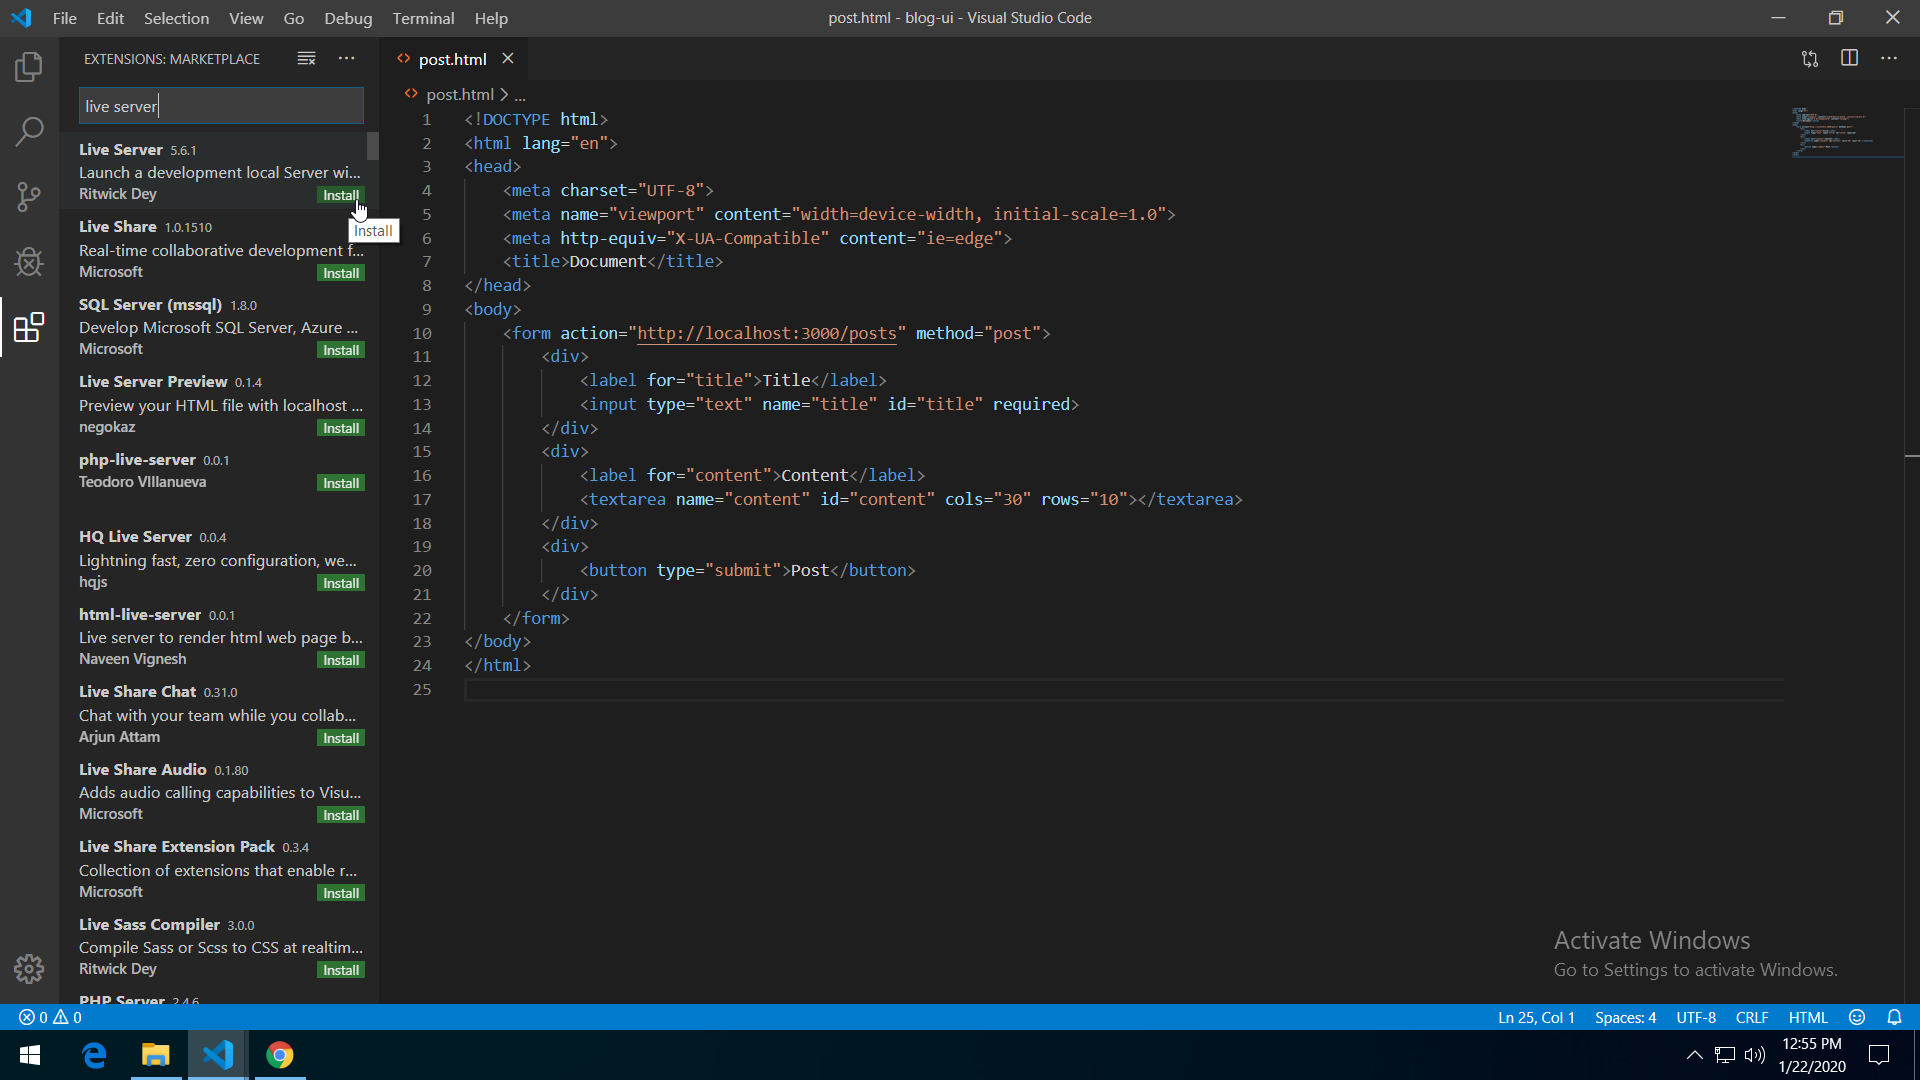 File Edit Selection View Go Debug Terminal Help
post.html - blog-ui - Visual Studio Code
EXTENSIONS: MARKETPLACE
live server
Live Server 5.6.1
Launch a development local Server wi...
Ritwick Dey
Install
Install
Live Share 1.0.1510
Real-time collaborative development f...
Microsoft
Install
SQL Server (mssql) 1.8.0
Develop Microsoft SQL Server, Azure ...
Microsoft
Install
Live Server Preview 0.1.4
Preview your HTML file with localhost ...
negokaz
Install
php-live-server 0.0.1
Teodoro VIllanueva
Install
HQ Live Server 0.0.4
Lightning fast, zero configuration, we...
hqjs
Install
html-live-server 0.0.1
Live server to render html web page b...
Naveen Vignesh
Install
Live Share Chat 0.31.0
Chat with your team while you collab...
Arjun Attam
Install
Live Share Audio 0.1.80
Adds audio calling capabilities to Visu...
Microsoft
Install
Live Share Extension Pack 0.3.4
Collection of extensions that enable r...
Microsoft
Install
Live Sass Compiler 3.0.0
Compile Sass or Scss to CSS at realtim...
Ritwick Dey
Install
PHP Server 2.4.6
post.html
post.html > ...
1 <!DOCTYPE html>
2 <html lang="en">
3 <head>
4 <meta charset="UTF-8">
5 <meta name="viewport" content="width=device-width, initial-scale=1.0">
6 <meta http-equiv="X-UA-Compatible" content="ie=edge">
7 <title>Document</title>
8 </head>
9 <body>
10 <form action="http://localhost:3000/posts" method="post">
11 <div>
12 <label for="title">Title</label>
13 <input type="text" name="title" id="title" required>
14 </div>
15 <div>
16 <label for="content">Content</label>
17 <textarea name="content" id="content" cols="30" rows="10"></textarea>
18 </div>
19 <div>
20 <button type="submit">Post</button>
21 </div>
22 </form>
23 </body>
24 </html>
25
Activate Windows
Go to Settings to activate Windows.
0 0
Ln 25, Col 1 Spaces: 4 UTF-8 CRLF HTML
12:55 PM
1/22/2020